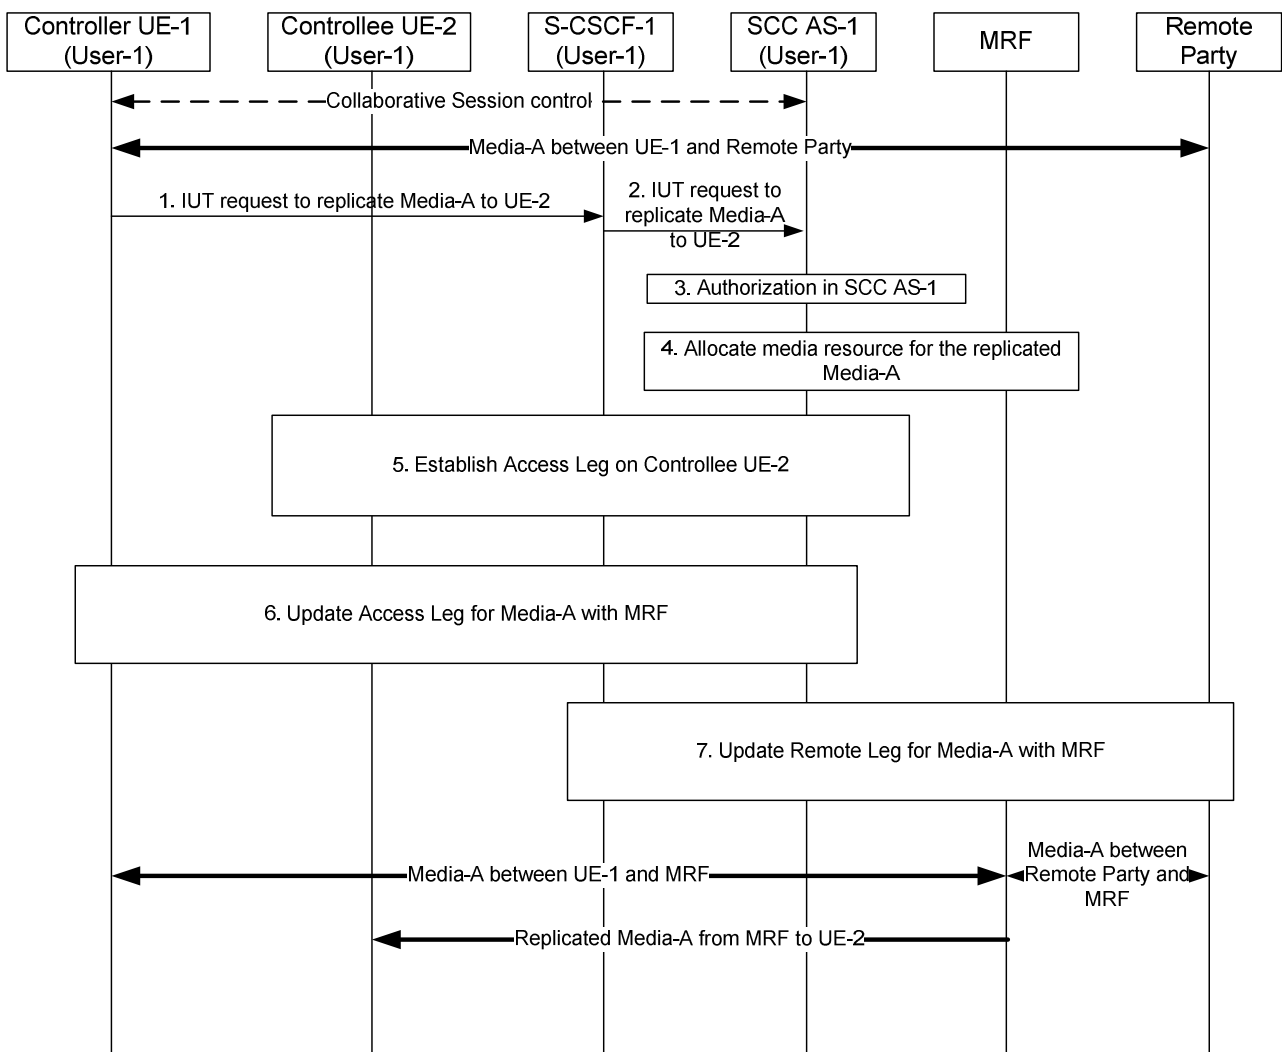 Controller UE-1
(User-1)
Controllee UE-2
(User-1)
S-CSCF-1
(User-1)
SCC AS-1
(User-1)
MRF
Remote
Party
Collaborative Session control
Media-A between UE-1 and Remote Party
1. IUT request to replicate Media-A to UE-2
2. IUT request to
replicate Media-A
to UE-2
3. Authorization in SCC AS-1
4. Allocate media resource for the replicated
Media-A
5. Establish Access Leg on Controllee UE-2
6. Update Access Leg for Media-A with MRF
7. Update Remote Leg for Media-A with MRF
Media-A between UE-1 and MRF
Media-A between
Remote Party and
MRF
Replicated Media-A from MRF to UE-2